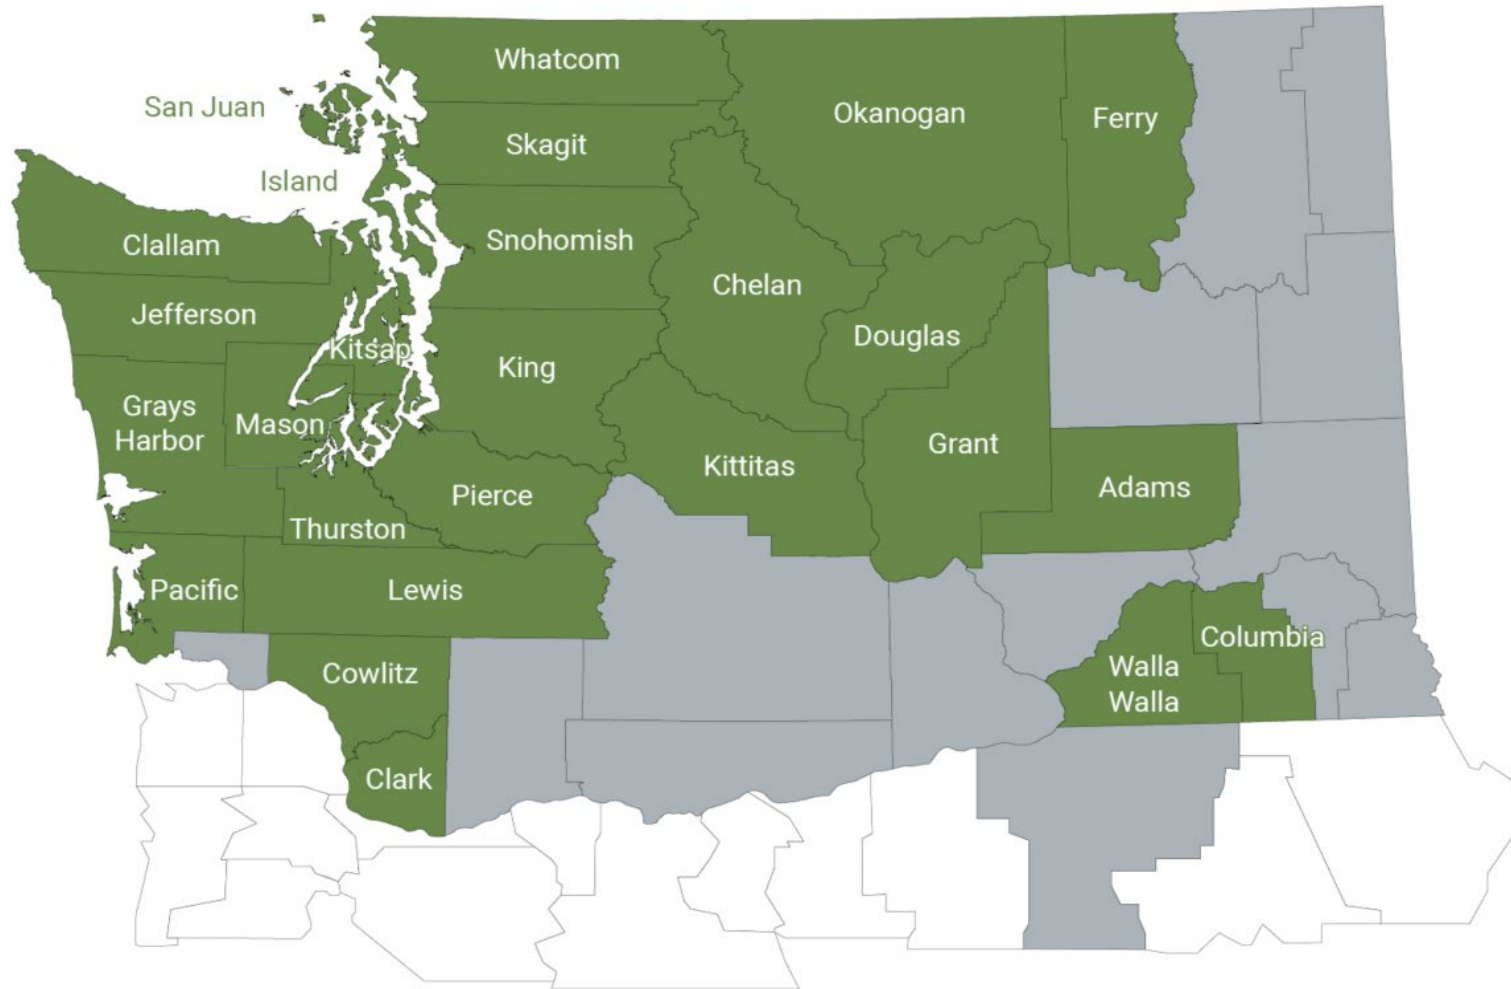 Whatcom
San Juan
Okanogan
Ferry
Skagit
Island
Snohomish
Clallam
Chelan
Jefferson
Douglas
Kitsap
King
Grays
Harbor
Mason
Grant
Kittitas
Adams
Pierce
Thurston
Pacific
Lewis
Columbia
Walla
Walla
Cowlitz
Clark